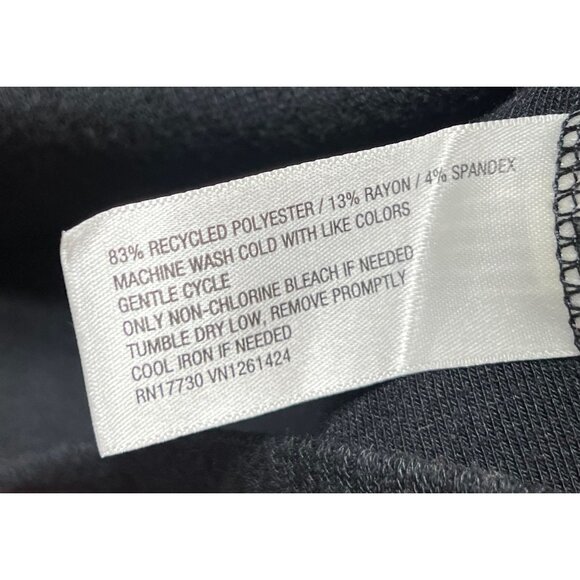 83% RECYCLED POLYESTER / 13% RAYON / 4% SPANDEX
MACHINE WASH COLD WITH LIKE COLORS
GENTLE CYCLE
ONLY NON-CHLORINE BLEACH IF NEEDED
TUMBLE DRY LOW, REMOVE PROMPTLY
COOL IRON IF NEEDED
RN17730 VN1261424